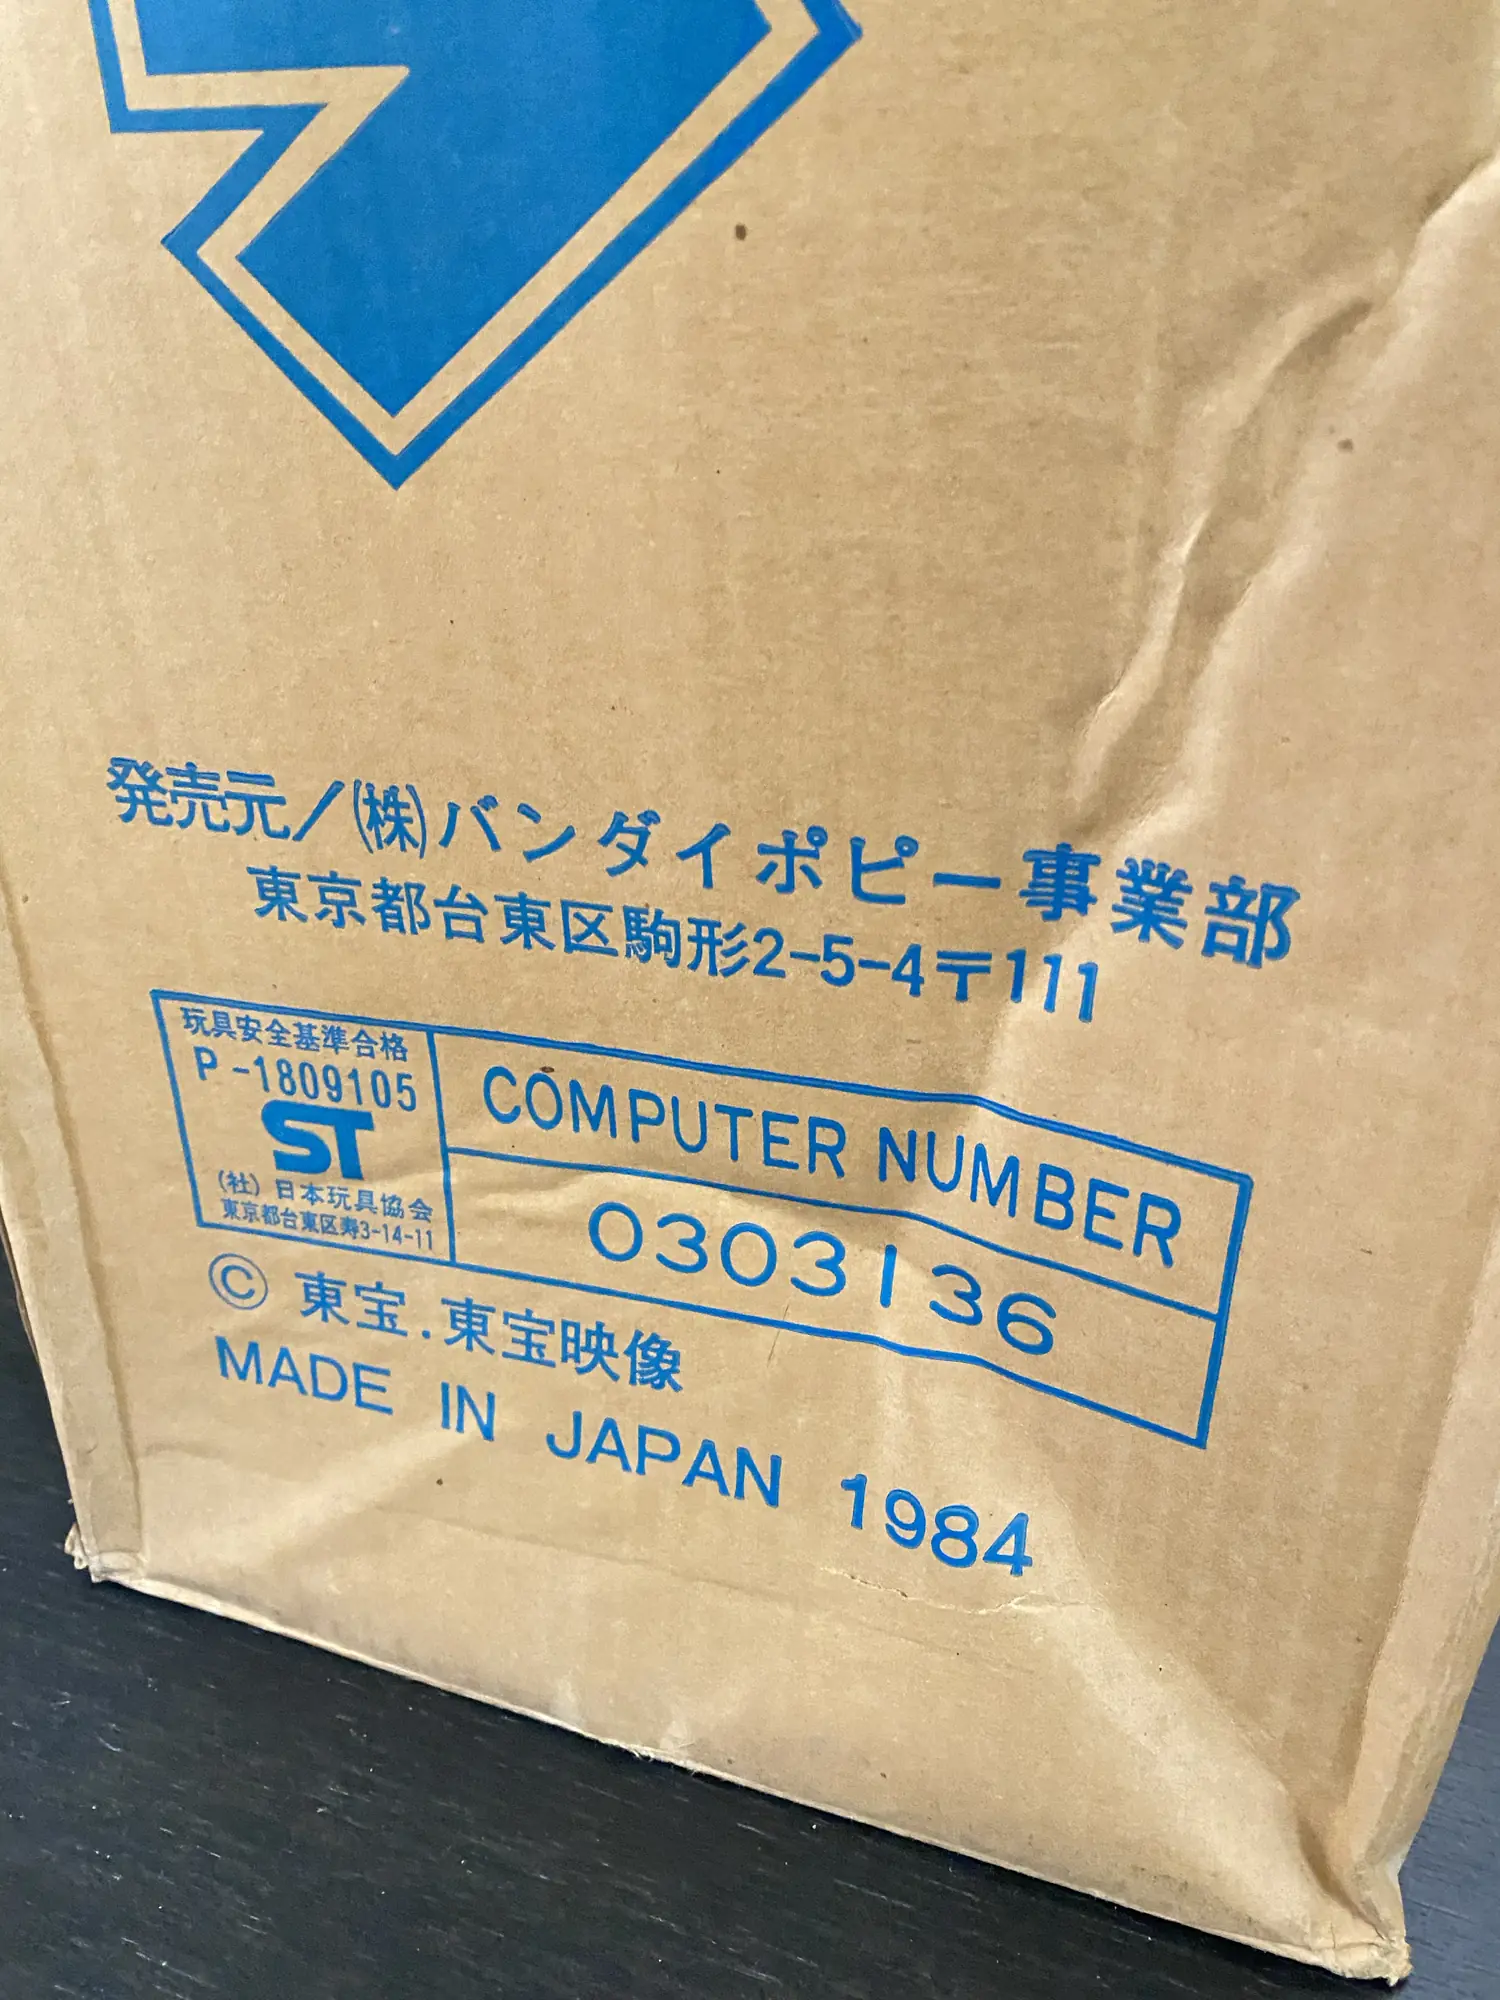 発売元/(株)バンダイポピー事業部
東京都台東区駒形2-5-4〒111
玩具安全基準合格
P-1809105
ST
(社)日本玩具協会
東京都台東区寿3-14-11
COMPUTER NUMBER
0303136
©東宝.東宝映像
MADE IN JAPAN 1984